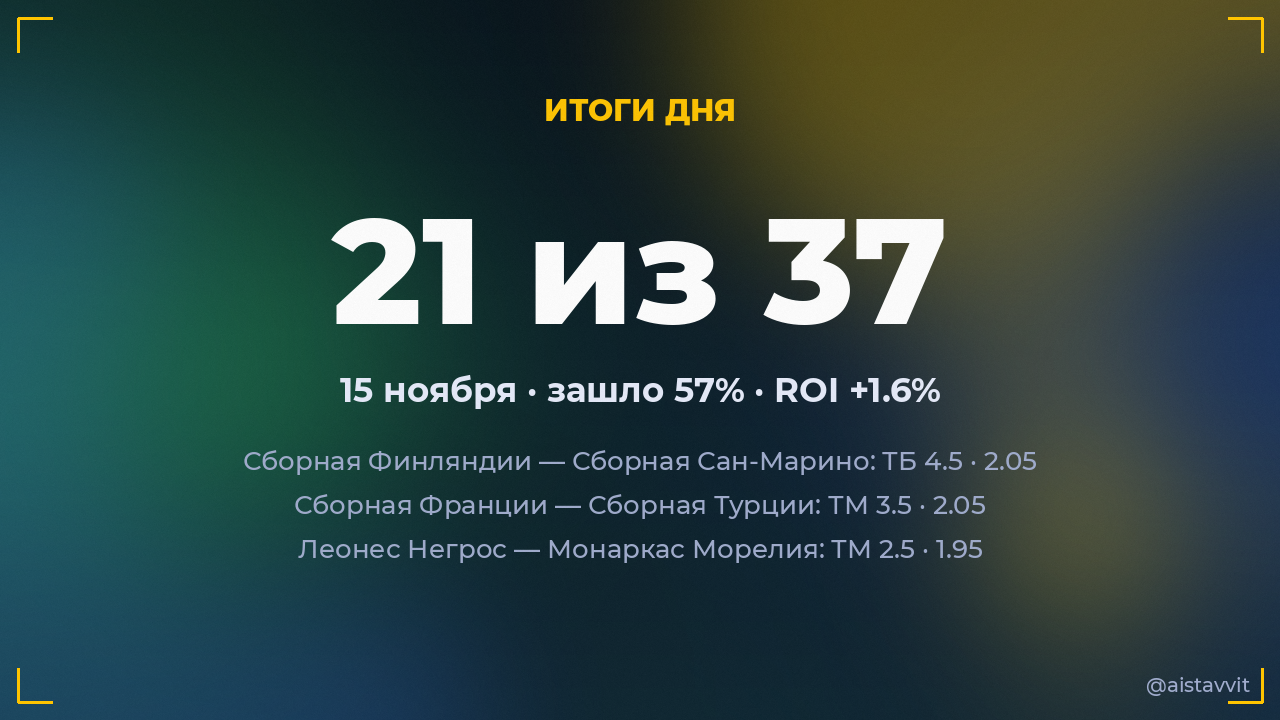 ИТОГИ ДНЯ
21 из 37
15 ноября · зашло 57% · ROI +1.6%
Сборная Финляндии — Сборная Сан-Марино: ТБ 4.5 · 2.05
Сборная Франции — Сборная Турции: ТМ 3.5 · 2.05
Леонес Негрос — Монаркас Морелия: ТМ 2.5 · 1.95
@aistavvit